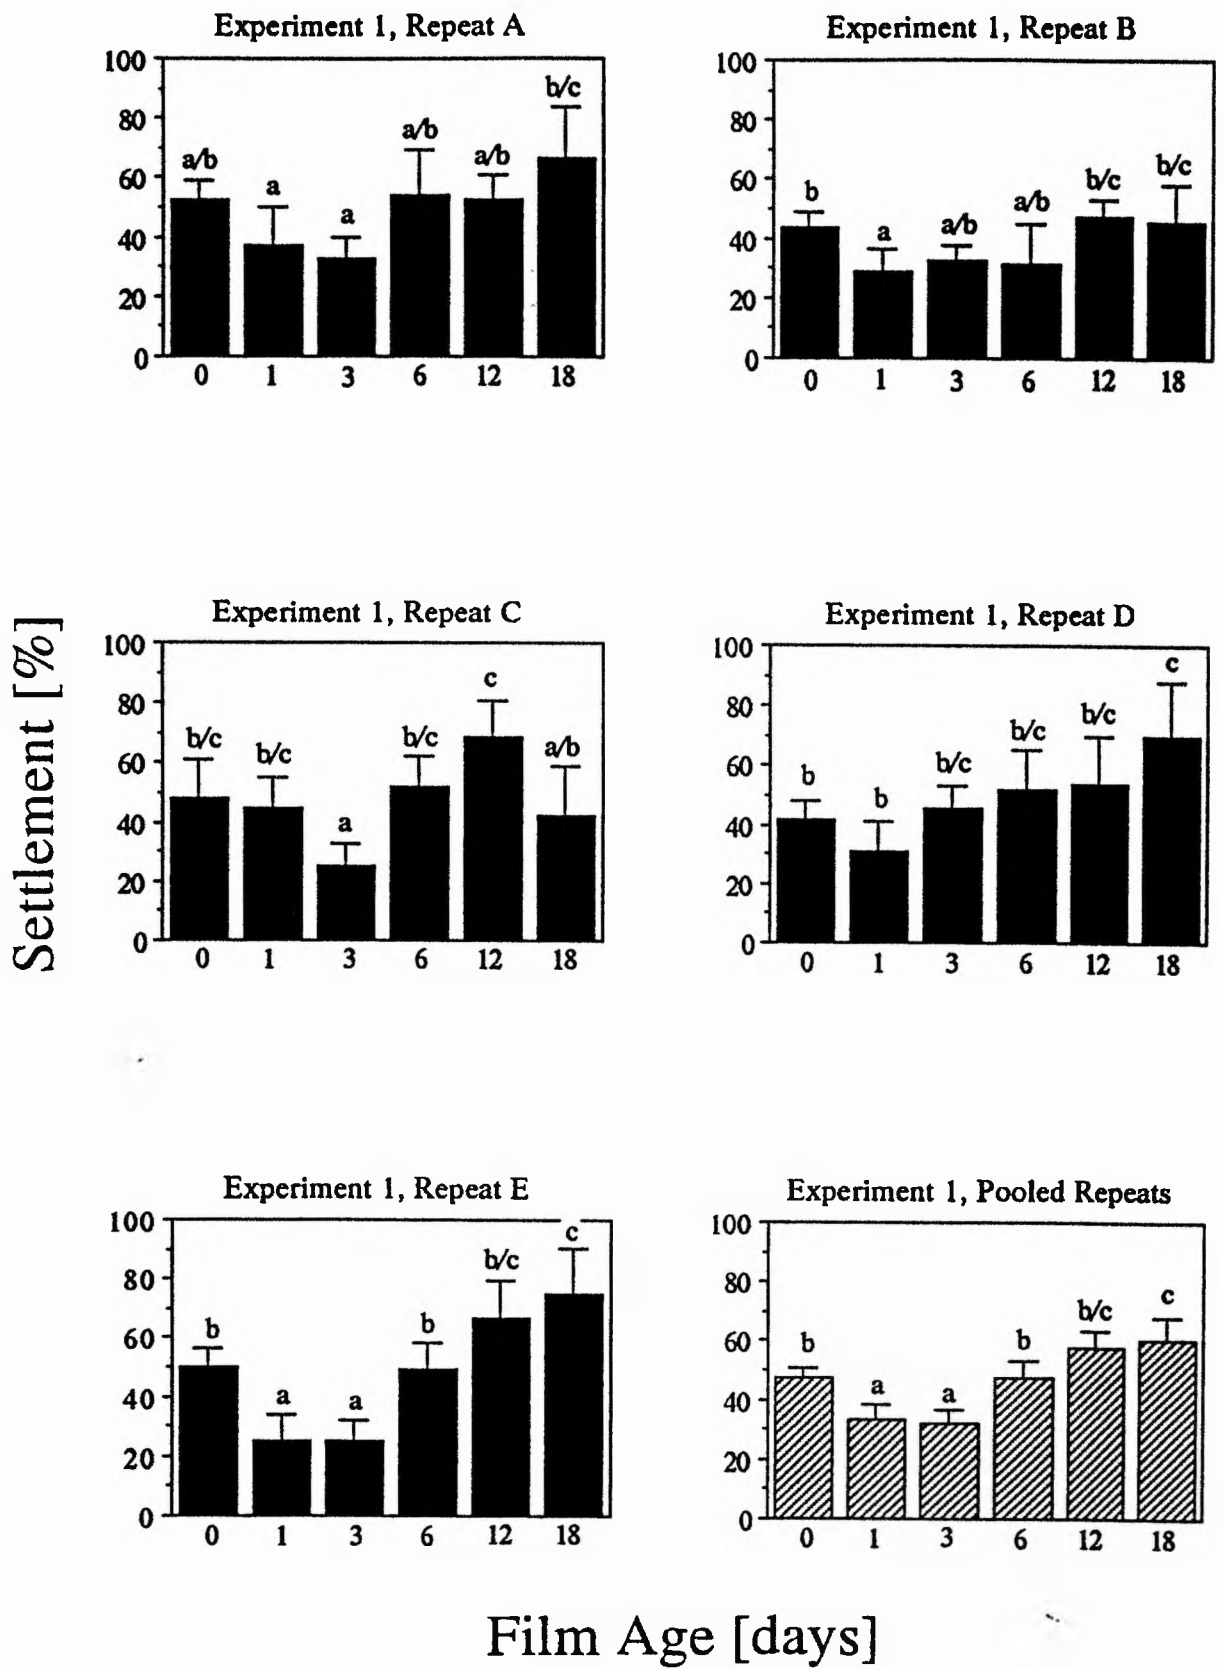 Experiment 1, Repeat A
100
80
60
40
20
0
a/b
a
a
a/b
a/b
b/c
0 1 3 6 12 18
Experiment 1, Repeat B
100
80
60
40
20
0
b
a
a/b
a/b
b/c
b/c
0 1 3 6 12 18
Settlement [%]
Experiment 1, Repeat C
100
80
60
40
20
0
b/c
b/c
a
b/c
c
a/b
0 1 3 6 12 18
Experiment 1, Repeat D
100
80
60
40
20
0
b
b
b/c
b/c
b/c
c
0 1 3 6 12 18
Experiment 1, Repeat E
100
80
60
40
20
0
b
a
a
b
b/c
c
0 1 3 6 12 18
Experiment 1, Pooled Repeats
100
80
60
40
20
0
b
a
a
b
b/c
c
0 1 3 6 12 18
Film Age [days]